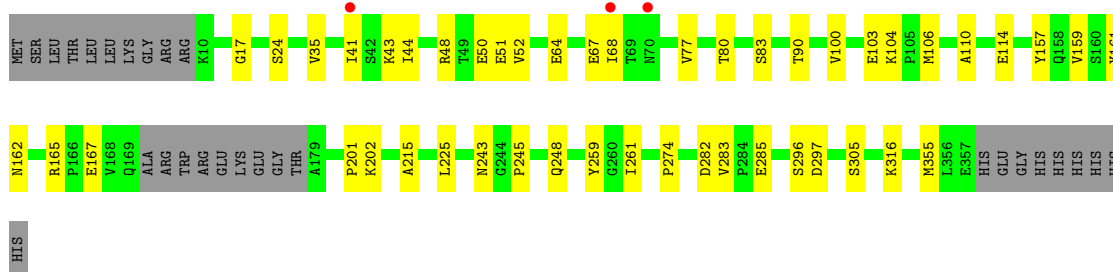 MET SER LEU THR LEU LEU LYS GLY ARG ARG K10 G17 S24 V35 I41 S42 K43 I44 R48 T49 E50 E51 V52 E64 E67 I68 T69 N70 V77 T80 S83 T90 V100 E103 K104 P105 M106 A110 E114 Y157 Q158 V159 S160
N162 R165 P166 E167 V168 Q169 ALA ARG TRP ARG GLU LYS GLU GLY THR A179 P201 K202 A215 L225 N243 G244 P245 Q248 Y259 G260 I261 P274 D282 V283 P284 E285 S296 D297 S305 K316 M355 L356 E357 HIS GLU GLY HIS HIS HIS HIS HIS
HIS